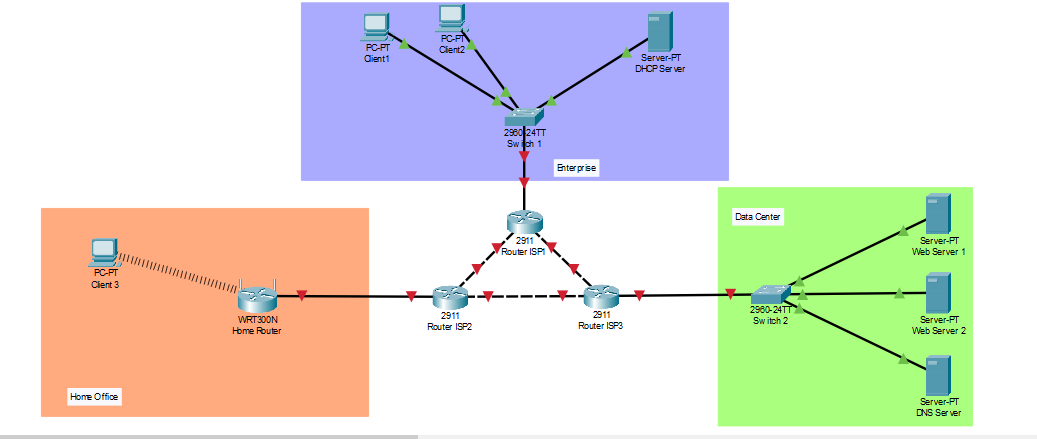 PC-PT
Client1
PC-PT
Client2
Server-PT
DHCP Server
2960-24TT
Switch 1
Enterprise
2911
Router ISP1
Data Center
Server-PT
Web Server 1
PC-PT
Client 3
WRT300N
Home Router
2911
Router ISP2
2911
Router ISP3
2960-24TT
Switch 2
Server-PT
Web Server 2
Home Office
Server-PT
DNS Server